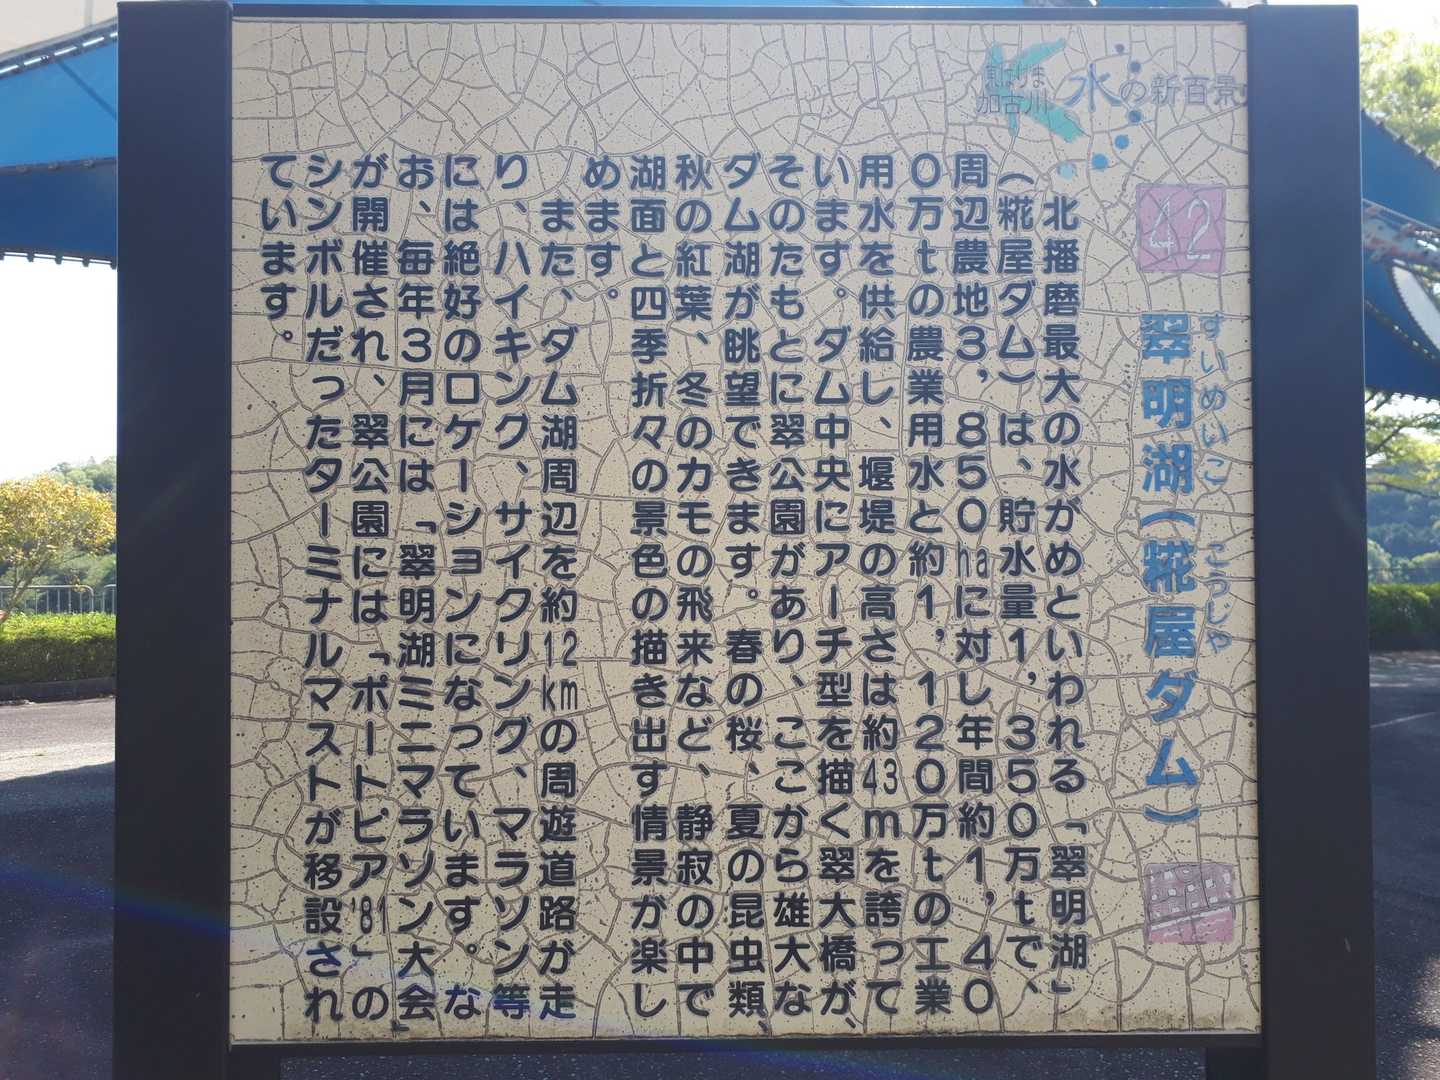 東はりま
加古川
水の新百景
42
すいめいこ こうじや
翠明湖(糀屋ダム)
北播磨最大の水がめといわれる「翠明湖」
(糀屋ダム)は、貯水量1,350万tで、
周辺農地3,850haに対し年間約1,40
0万tの農業用水と約1,120万tの工業
用水を供給し、堰堤の高さは約43mを誇って
います。ダム中央にアーチ型を描く翠大橋が、
そのたもとに翠公園があり、ここから雄大な
ダム湖が眺望できます。春の桜、夏の昆虫類、
秋の紅葉、冬のカモの飛来など、静寂の中で
湖面と四季折々の景色の描き出す情景が楽し
めます。
また、ダム湖周辺を約12kmの周遊道路が走
り、ハイキング、サイクリング、マラソン等
には絶好のロケーションになっています。な
お、毎年3月には「翠明湖ミニマラソン大会」
が開催され、翠公園には「ポートピア'81」の
シンボルだったターミナルマストが移設され
ています。